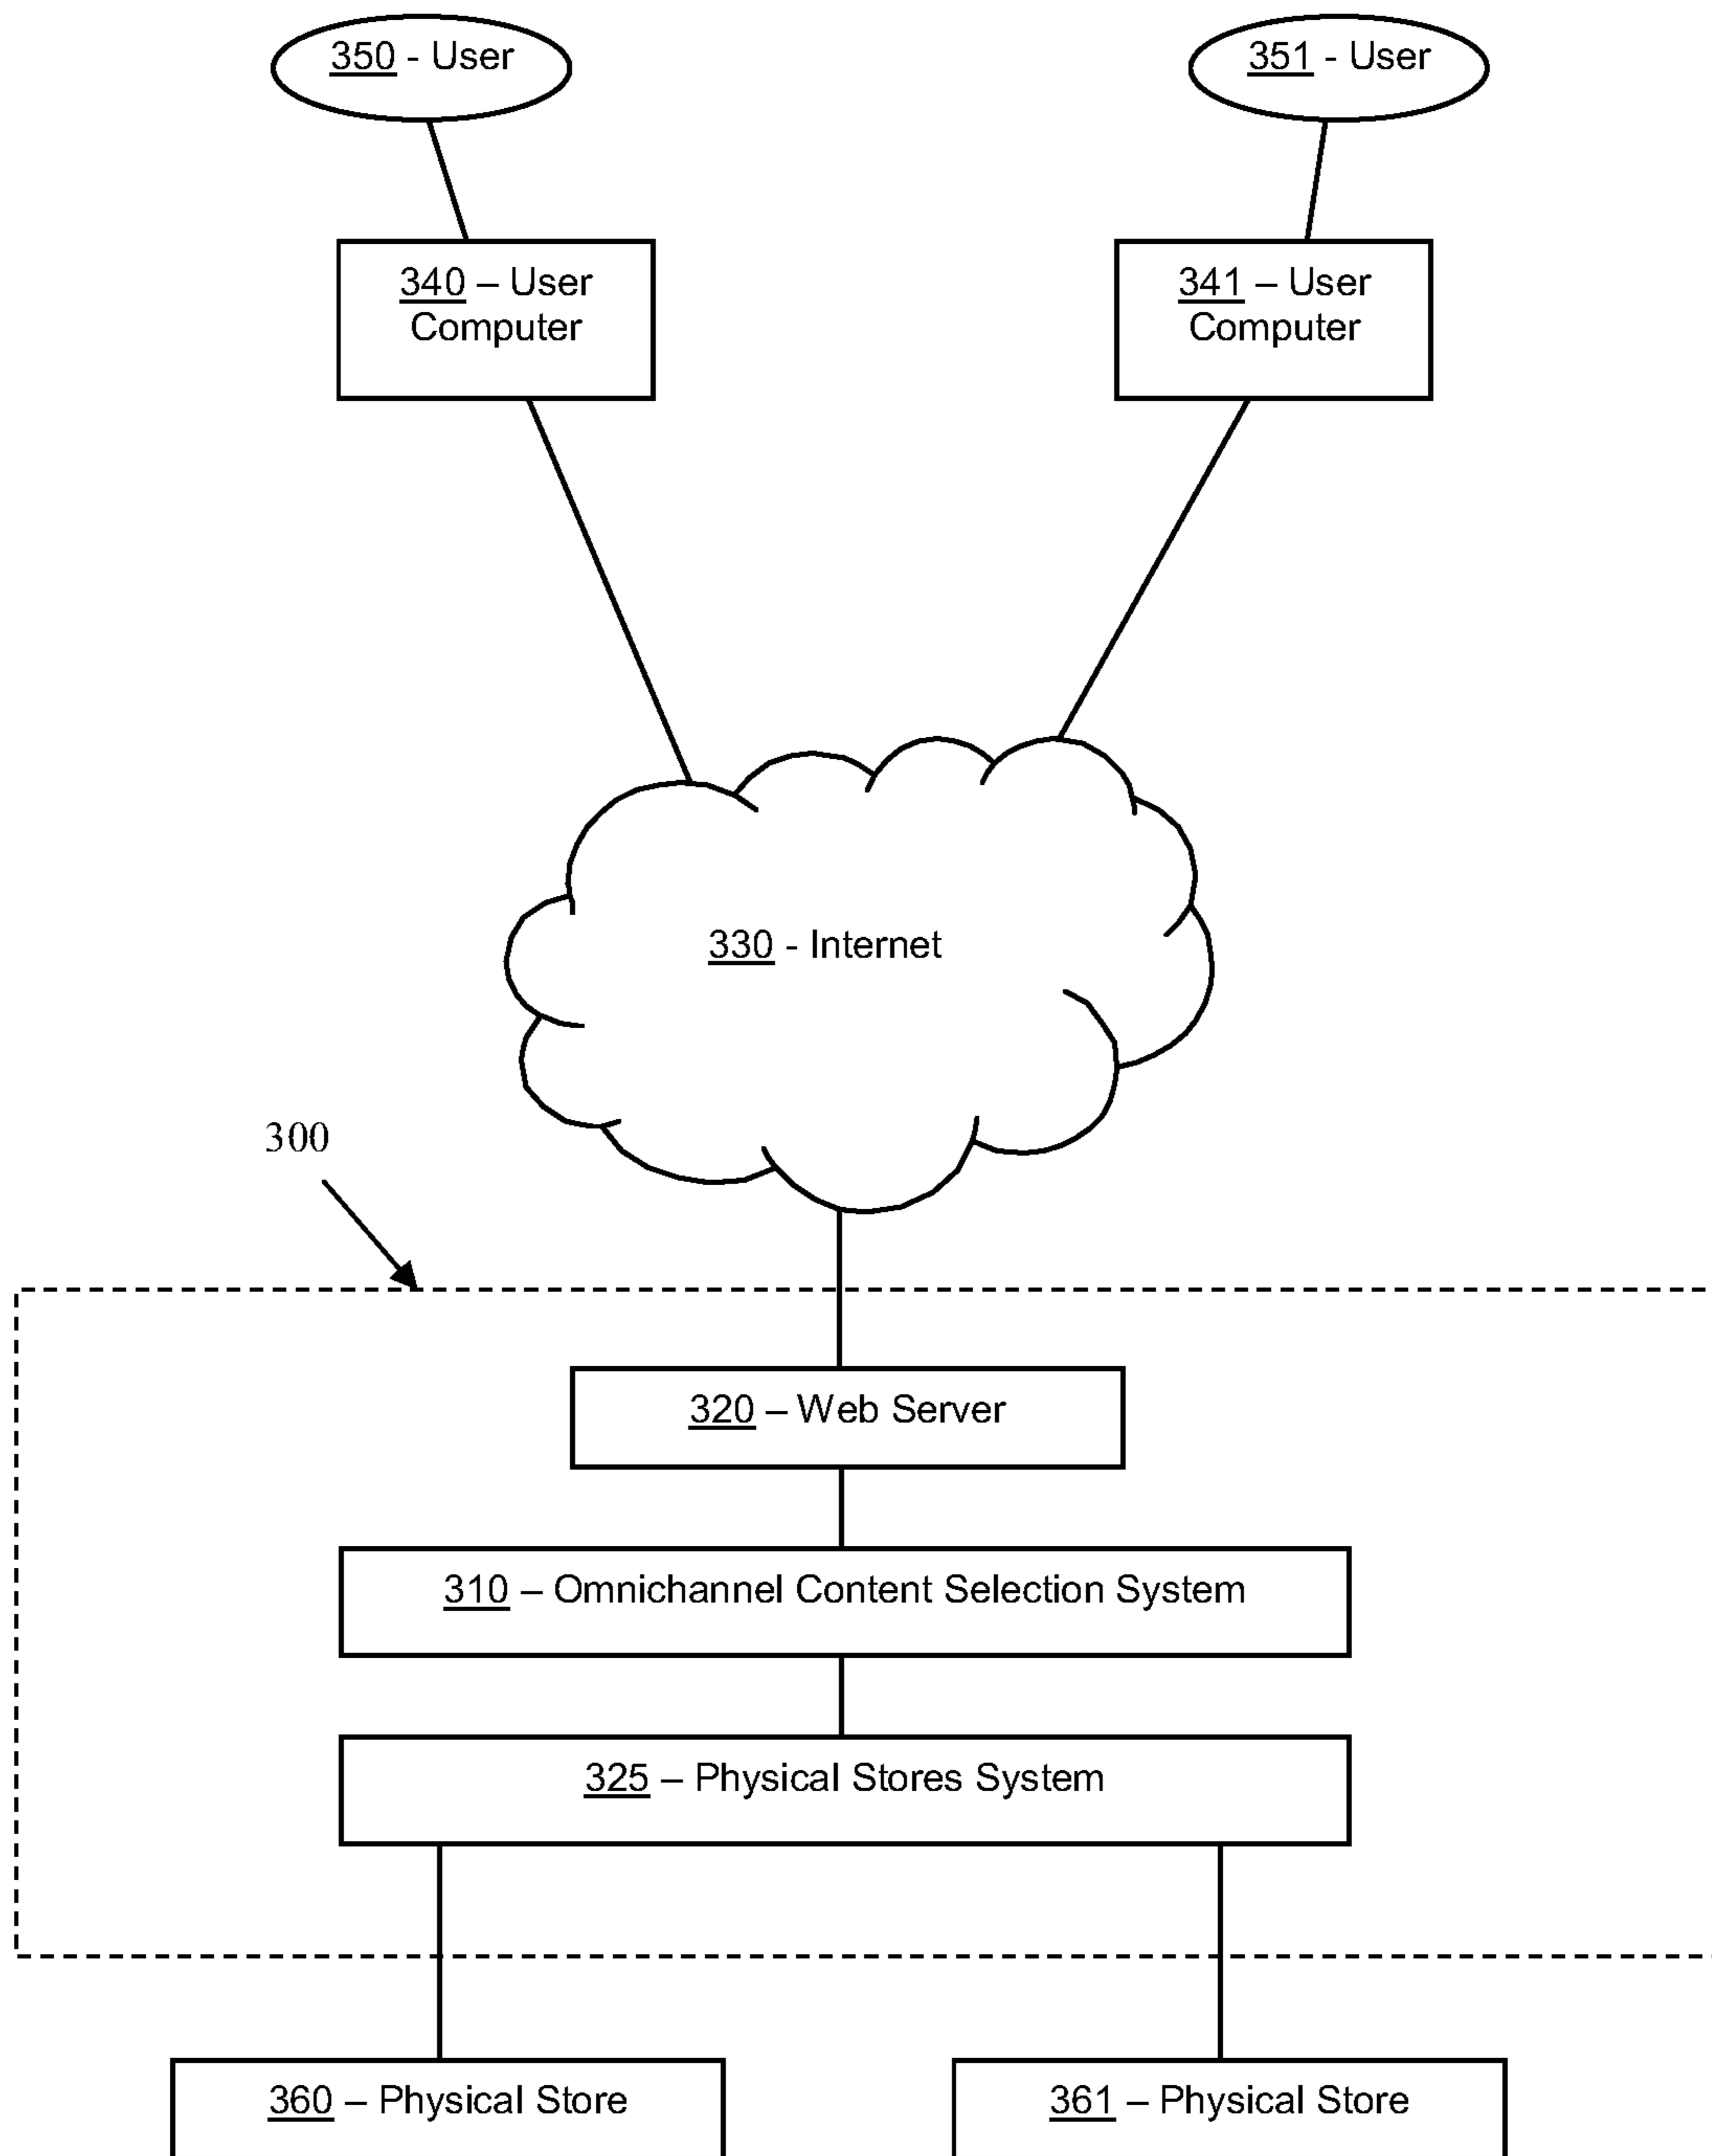 350 - User
351 - User
340 – User
Computer
341 – User
Computer
330 - Internet
300
320 – Web Server
310 – Omnichannel Content Selection System
325 – Physical Stores System
360 – Physical Store
361 – Physical Store